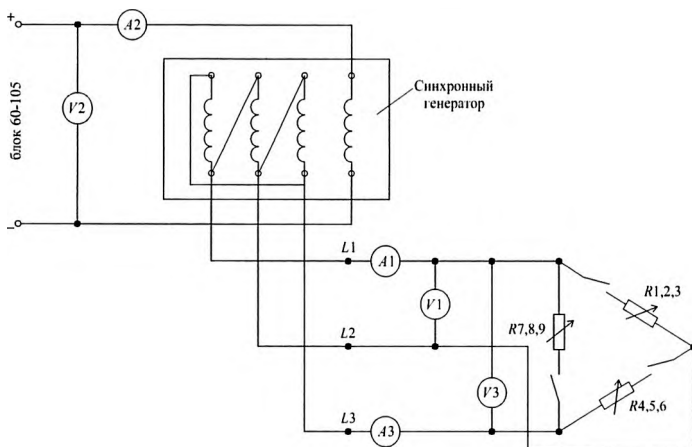 +
A2
блок 60-105
V2
Синхронный
генератор
–
L1
A1
V1
R1,2,3
R7,8,9
L2
V3
R4,5,6
L3
A3